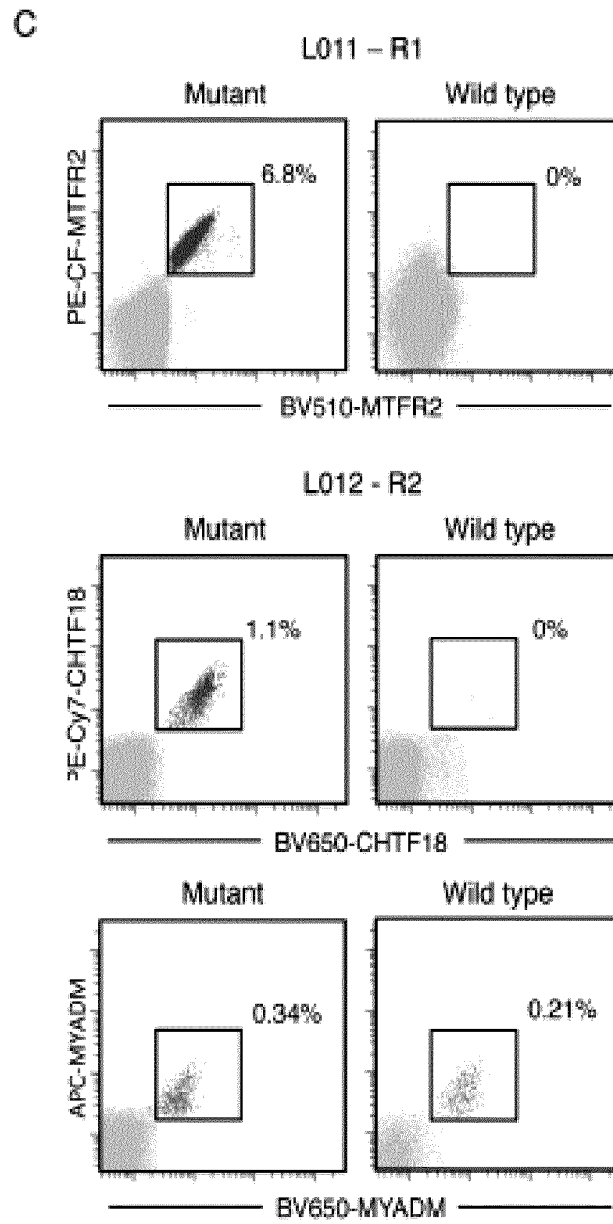 C
L011 – R1
Mutant Wild type
6.8% 0%
PE-CF-MTFR2
BV510-MTFR2
L012 - R2
Mutant Wild type
1.1% 0%
PE-Cy7-CHTF18
BV650-CHTF18
Mutant Wild type
0.34% 0.21%
APC-MYADM
BV650-MYADM